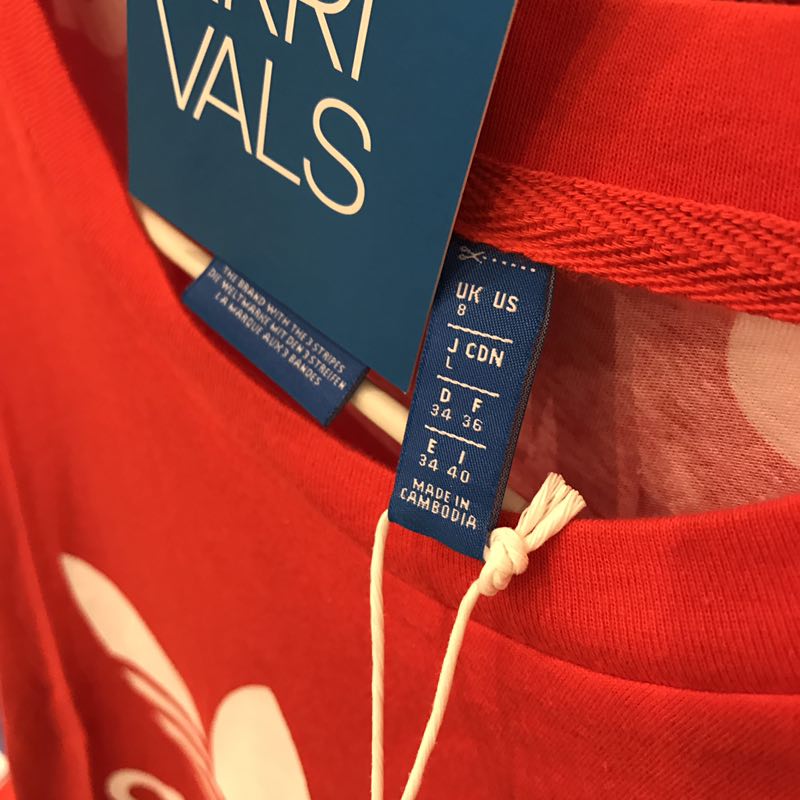 VALS
THE BRAND WITH THE 3 STRIPES
DIE WELTMARKE MIT DEN 3 STREIFEN
LA MARQUE AUX 3 BANDES
UK US
8
J CDN
L
D F
34 36
E I
34 40
MADE IN
CAMBODIA